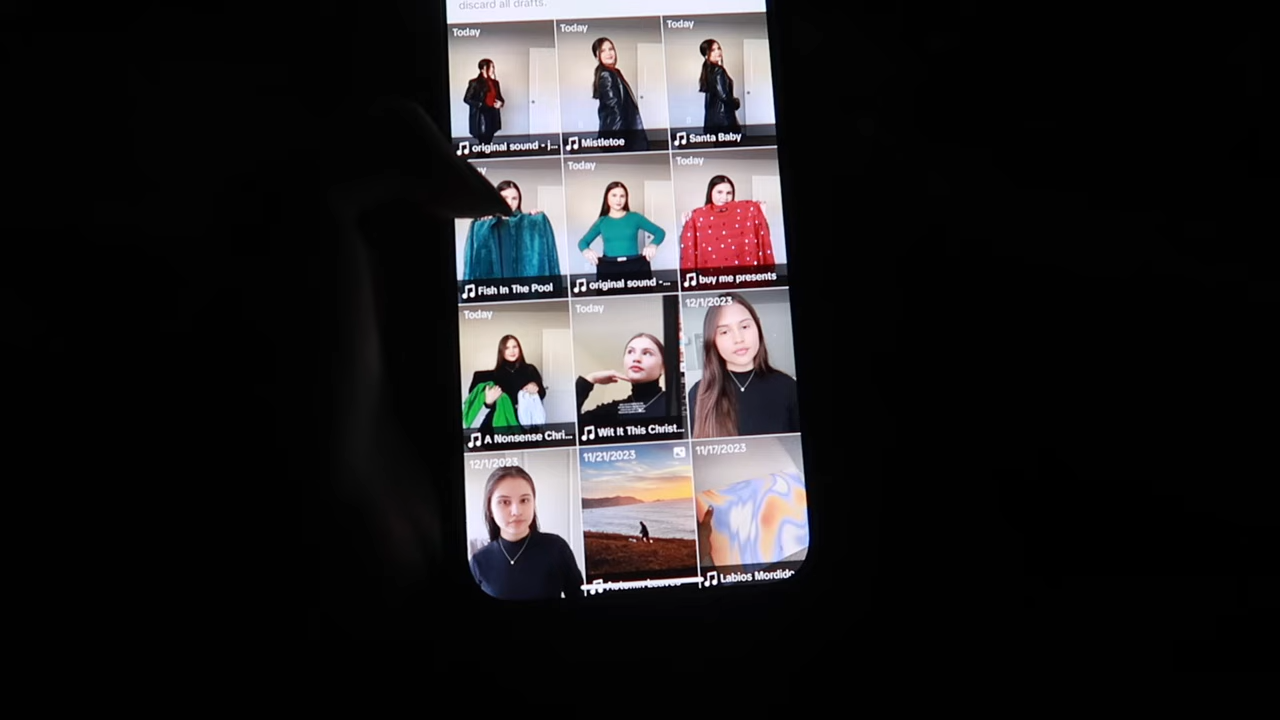 discard all drafts.
Today
Today
Today
original sound - j...
Mistletoe
Santa Baby
Today
Today
Fish In The Pool
original sound -...
buy me presents
Today
Today
12/1/2023
A Nonsense Chri...
Wit It This Christ...
12/1/2023
11/21/2023
11/17/2023
Autumn Leaves
Labios Mordido